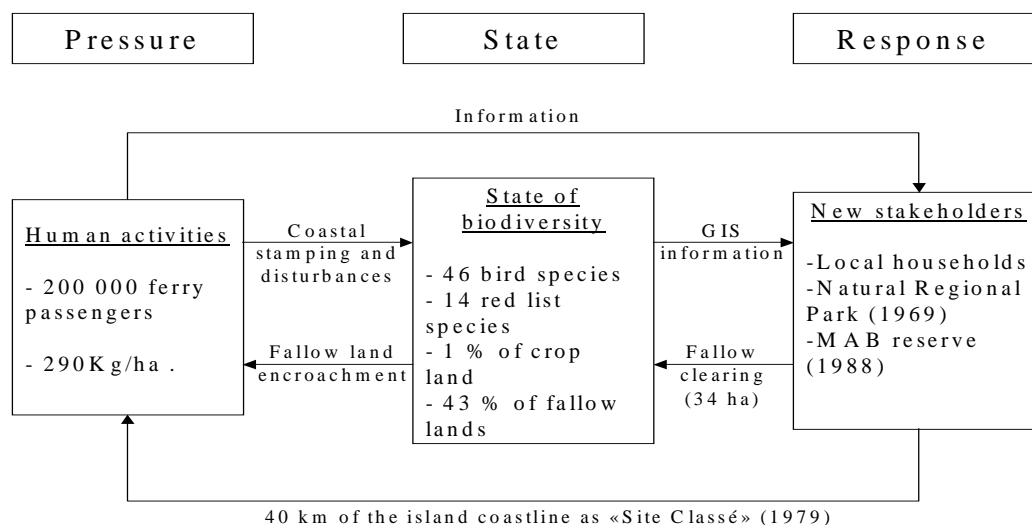 Pressure
State
Response
Information
Human activities
- 200 000 ferry
passengers
- 290Kg/ha .
Coastal
stamping and
disturbances
Fallow land
encroachment
State of
biodiversity
- 46 bird species
- 14 red list
species
- 1 % of crop
land
- 43 % of fallow
lands
GIS
information
Fallow
clearing
(34 ha)
New stakeholders
-Local households
-Natural Regional
Park (1969)
-MAB reserve
(1988)
40 km of the island coastline as «Site Classé» (1979)